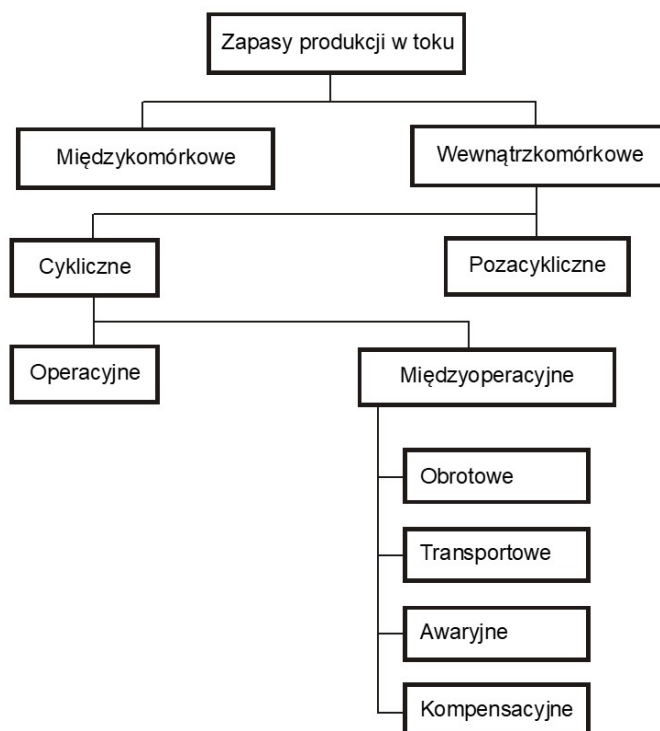 Zapasy produkcji w toku
Międzykomórkowe
Wewnątrzkomórkowe
Cykliczne
Pozacykliczne
Operacyjne
Międzyoperacyjne
Obrotowe
Transportowe
Awaryjne
Kompensacyjne